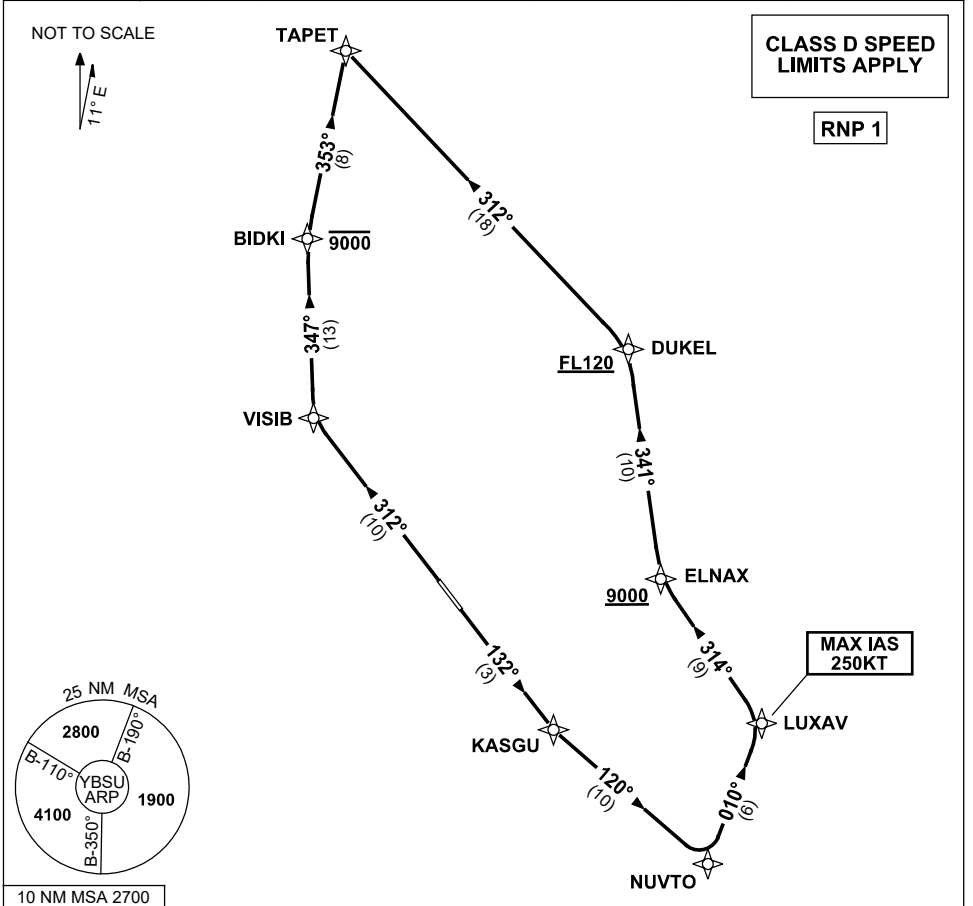 NOT TO SCALE
11° E
TAPET
CLASS D SPEED
LIMITS APPLY
RNP 1
353°
(8)
312°
(18)
BIDKI
9000
347°
(13)
DUKEL
FL120
VISIB
341°
(10)
312°
(10)
ELNAX
9000
314°
(9)
MAX IAS
250KT
132°
(3)
LUXAV
KASGU
120°
(10)
010°
(6)
NUVTO
25 NM MSA
2800
B-190°
B-110°
YBSU
ARP
1900
4100
B-350°
10 NM MSA 2700